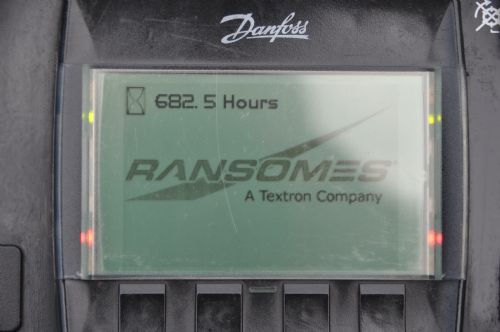 Danfoss
682.5 Hours
RANSOMES
A Textron Company